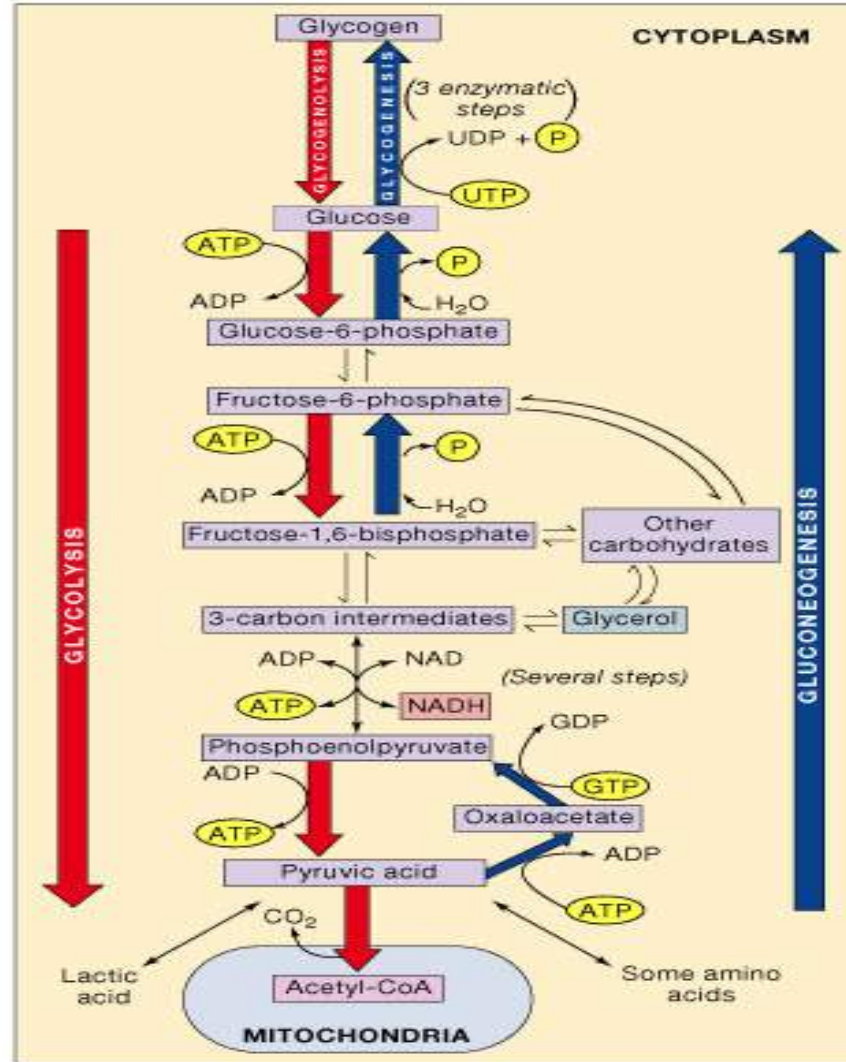 Glycogen
CYTOPLASM
GLYCOGENOLYSIS
GLYCOGENESIS
(3 enzymatic
steps)
UDP + P
UTP
Glucose
ATP
ADP
P
H₂O
Glucose-6-phosphate
Fructose-6-phosphate
ATP
ADP
P
H₂O
Fructose-1,6-bisphosphate
Other
carbohydrates
GLYCOLYSIS
GLUCONEOGENESIS
3-carbon intermediates
Glycerol
ADP
NAD
(Several steps)
ATP
NADH
GDP
Phosphoenolpyruvate
ADP
GTP
ATP
Oxaloacetate
ADP
Pyruvic acid
ATP
CO₂
Lactic
acid
Some amino
acids
Acetyl-CoA
MITOCHONDRIA